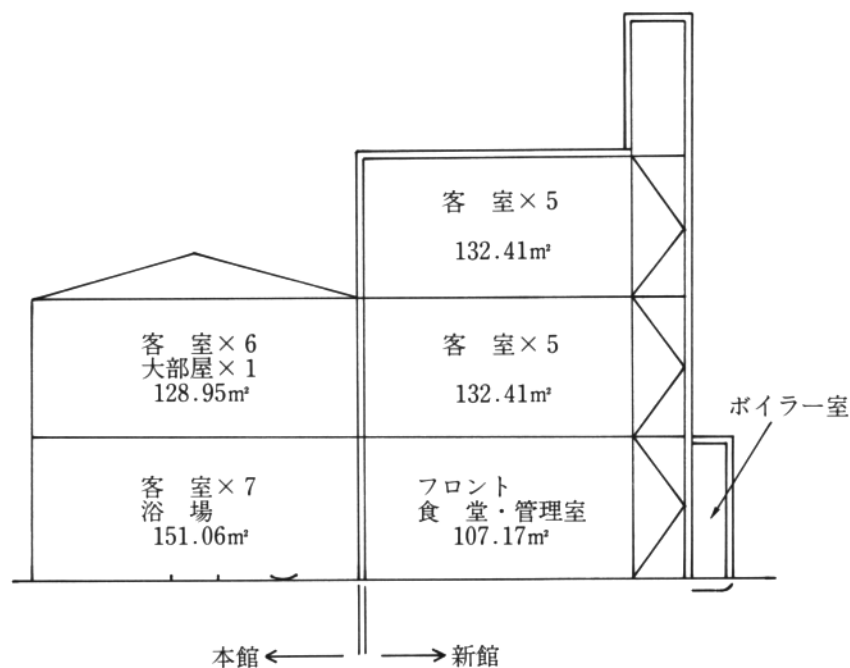 客 室×5
132.41㎡
客 室×6
大部屋×1
128.95㎡
客 室×5
132.41㎡
ボイラー室
客 室×7
浴 場
151.06㎡
フロント
食 堂・管理室
107.17㎡
本館
新館